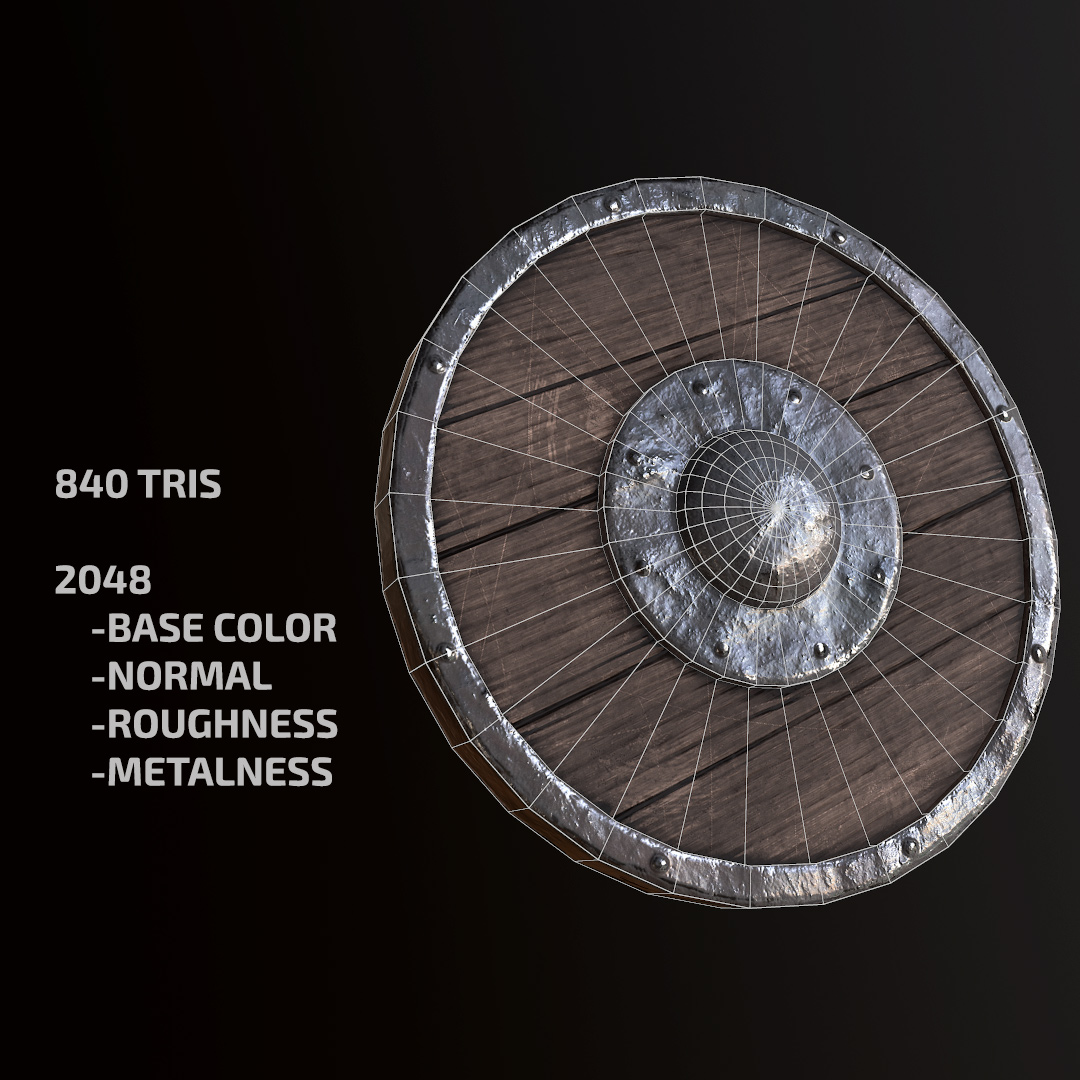 840 TRIS
2048
-BASE COLOR
-NORMAL
-ROUGHNESS
-METALNESS